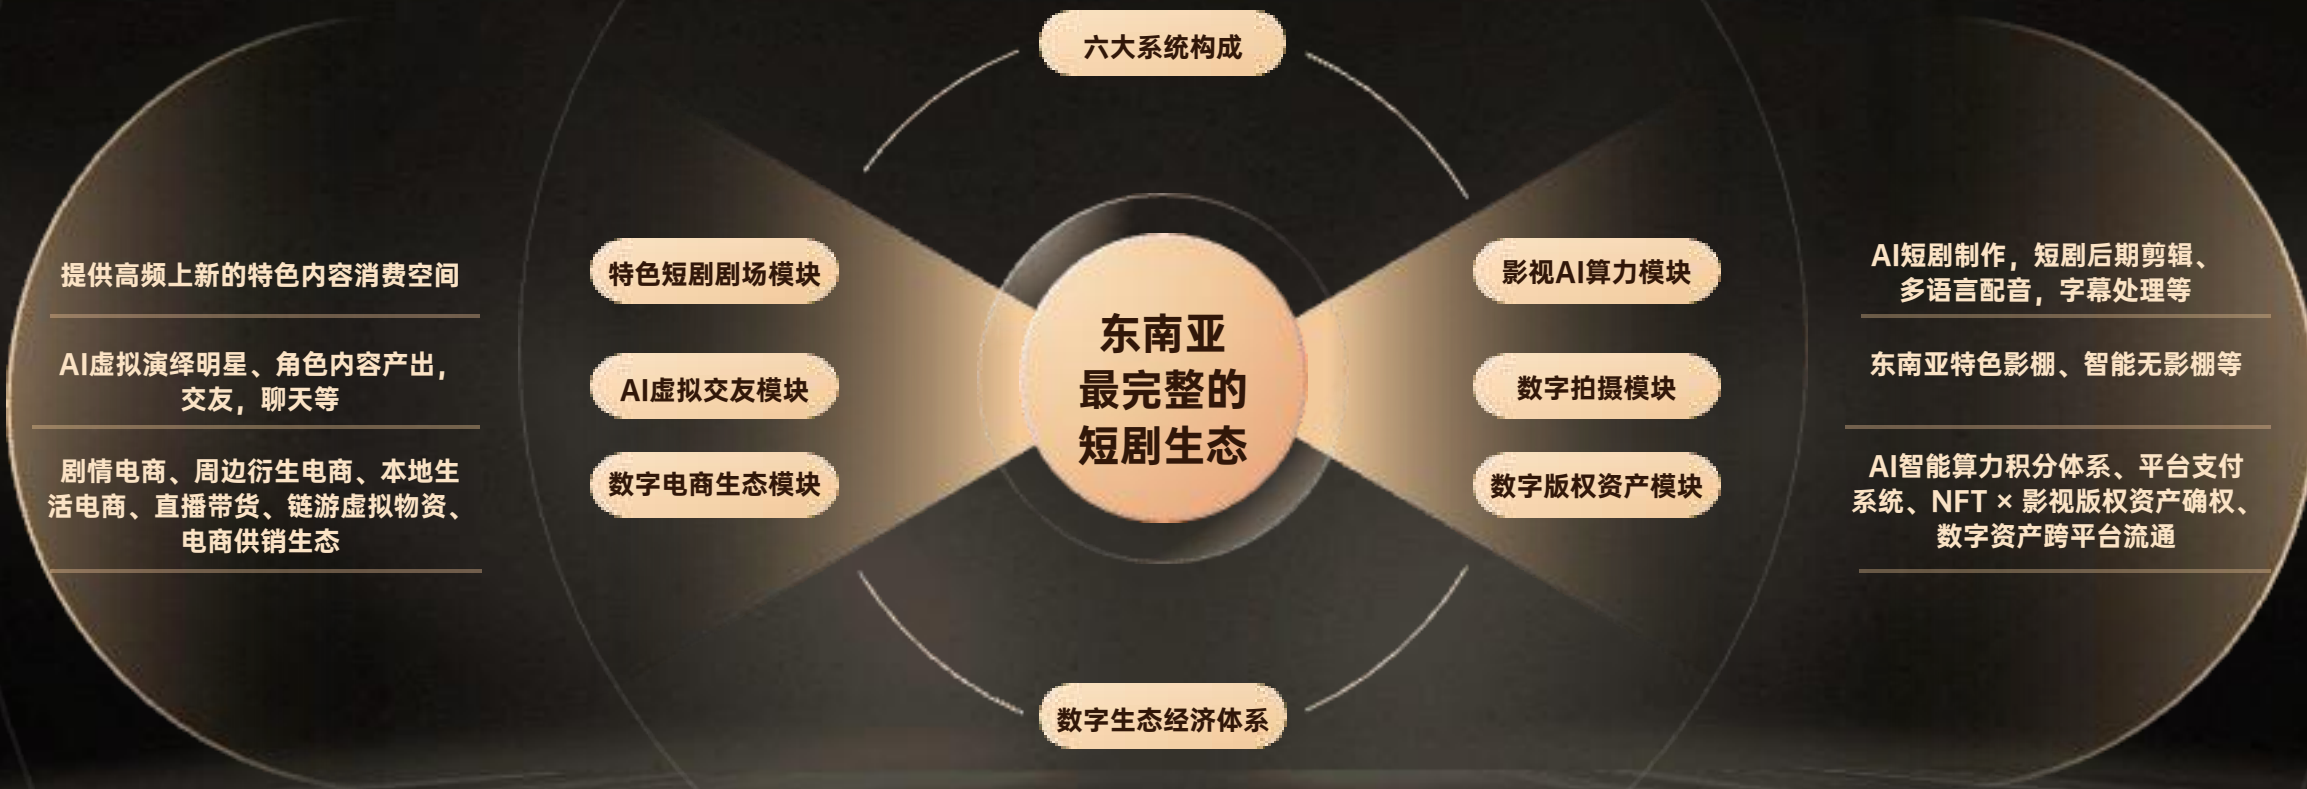 六大系统构成
提供高频上新的特色内容消费空间
特色短剧剧场模块
AI虚拟演绎明星、角色内容产出，
交友，聊天等
AI虚拟交友模块
剧情电商、周边衍生电商、本地生
活电商、直播带货、链游虚拟物资、
电商供销生态
数字电商生态模块
东南亚
最完整的
短剧生态
影视AI算力模块
AI短剧制作，短剧后期剪辑、
多语言配音，字幕处理等
数字拍摄模块
东南亚特色影棚、智能无影棚等
数字版权资产模块
AI智能算力积分体系、平台支付
系统、NFT × 影视版权资产确权、
数字资产跨平台流通
数字生态经济体系